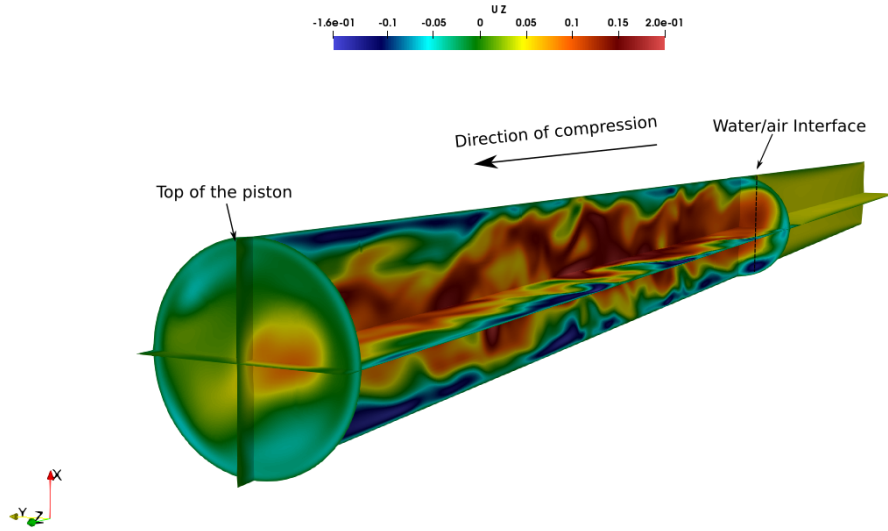 U Z
-1.6e-01 -0.1 -0.05 0 0.05 0.1 0.15 2.0e-01
Direction of compression
Water/air Interface
Top of the piston
X
Y Z